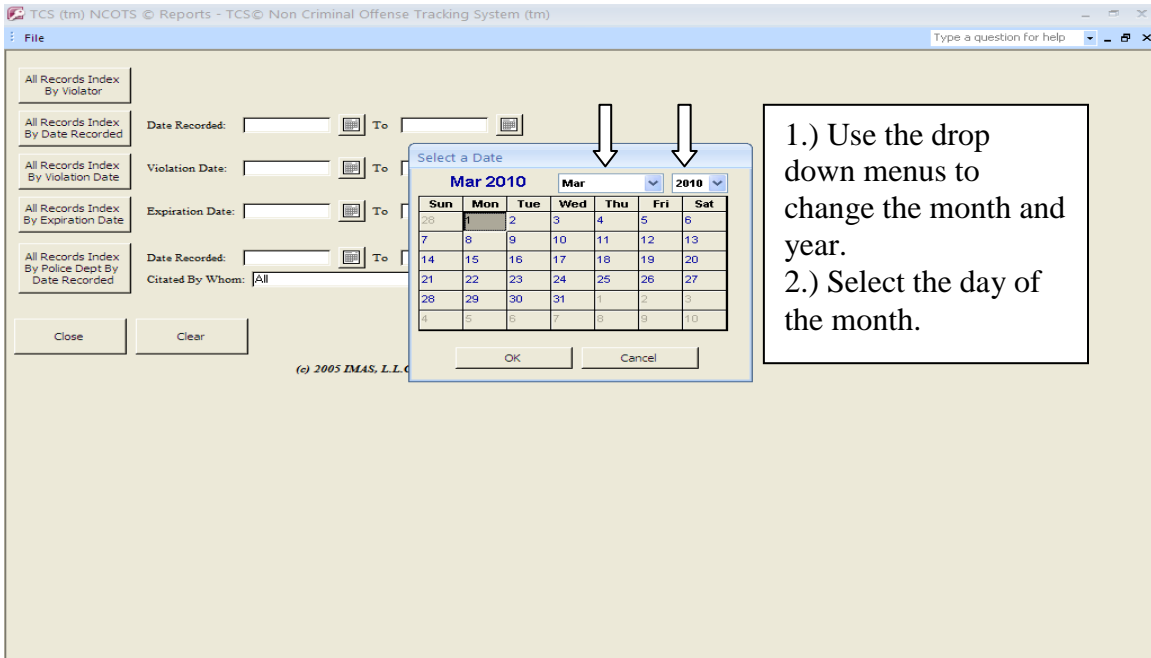 TCS (tm) NCOTS © Reports - TCS© Non Criminal Offense Tracking System (tm)
File
Type a question for help
All Records Index
By Violator
All Records Index
By Date Recorded
Date Recorded:
To
All Records Index
By Violation Date
Violation Date:
To
All Records Index
By Expiration Date
Expiration Date:
To
All Records Index
By Police Dept By
Date Recorded
Date Recorded:
To
Citated By Whom:
All
Close
Clear
(c) 2005 IMAS, L.L.C
Select a Date
Mar 2010
Mar
2010
Sun Mon Tue Wed Thu Fri Sat
28 1 2 3 4 5 6
7 8 9 10 11 12 13
14 15 16 17 18 19 20
21 22 23 24 25 26 27
28 29 30 31 1 2 3
4 5 6 7 8 9 10
OK
Cancel
1.) Use the drop
down menus to
change the month and
year.
2.) Select the day of
the month.